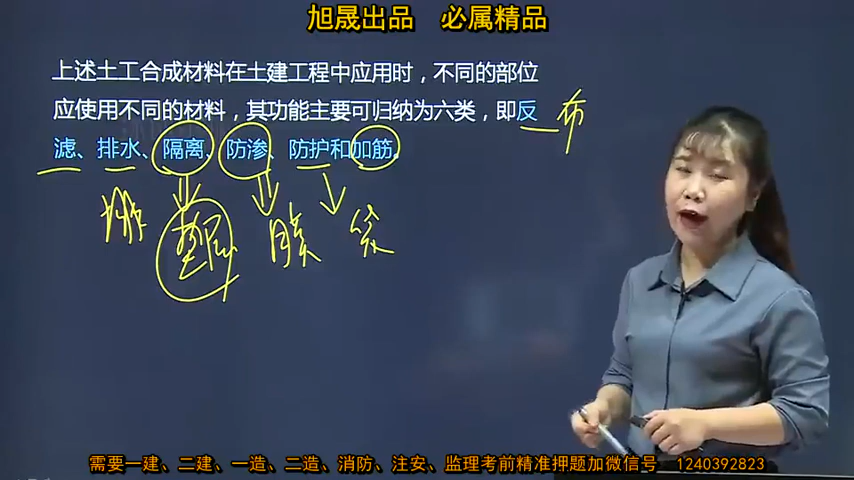 旭晟出品 必属精品
上述土工合成材料在土建工程中应用时，不同的部位
应使用不同的材料，其功能主要可归纳为六类，即反
布
滤、排水、隔离、防渗、防护和加筋。
排 垫层 膜 袋
需要一建、二建、一造、二造、消防、注安、监理考前精准押题加微信号 1240392823